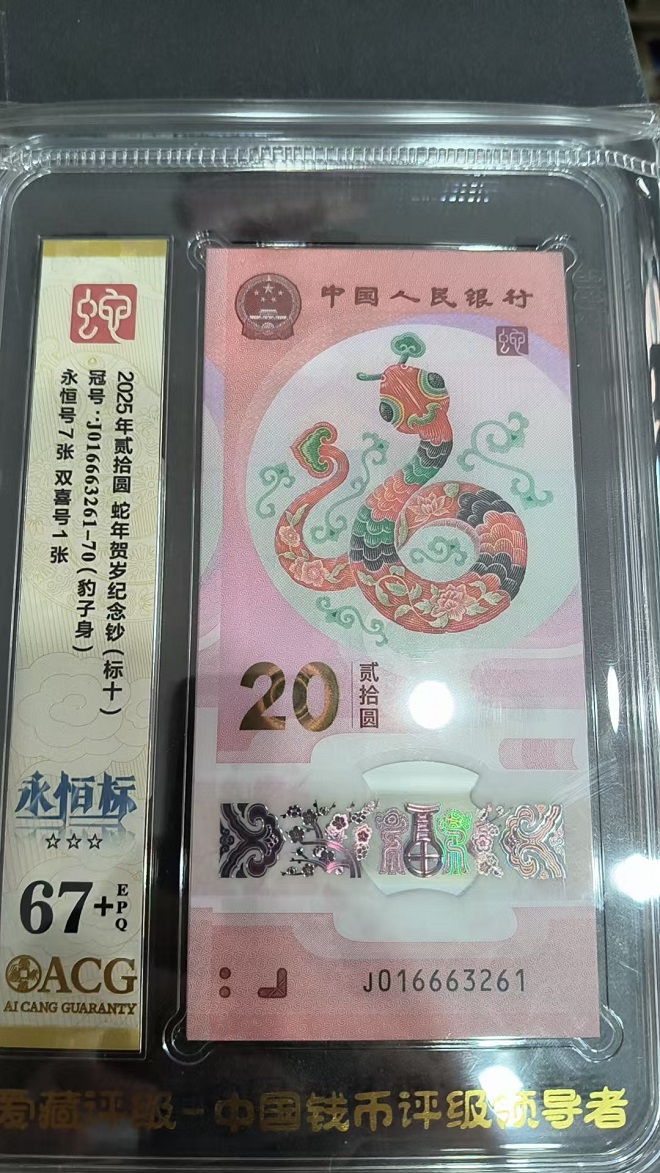 蛇
2025年贰拾圆 蛇年贺岁纪念钞（标十）
冠号：J016663261-70（豹子身）
永恒号7张 双喜号1张
永恒标
☆☆☆
67+EPQ
ACG
AI CANG GUARANTY
中国人民银行
蛇
20 贰拾圆
J016663261
爱藏评级-中国钱币评级领导者